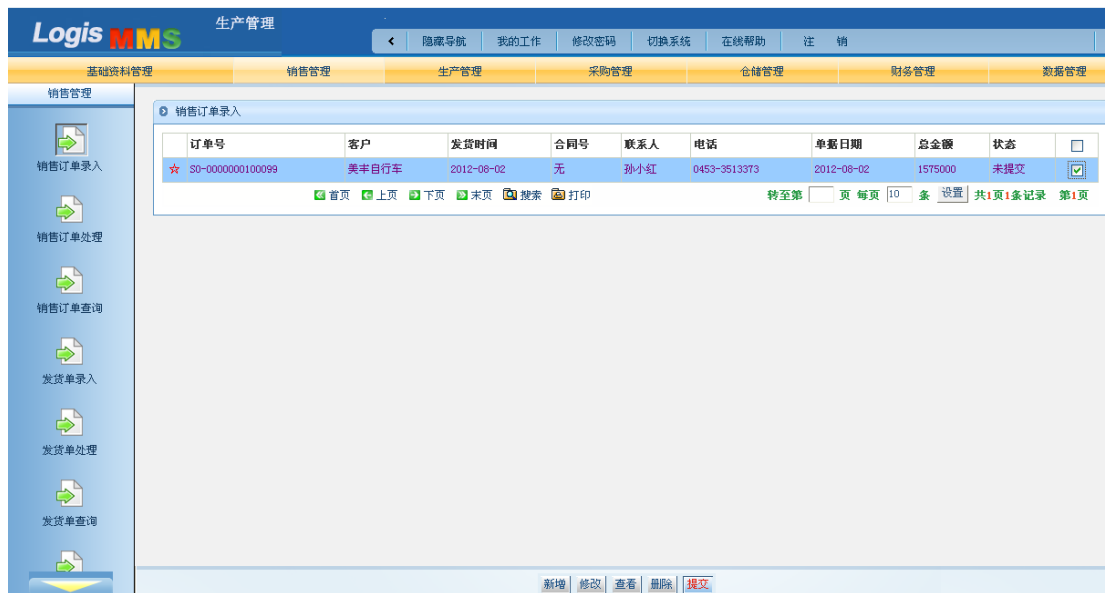 Logis MMS
生产管理
隐藏导航 我的工作 修改密码 切换系统 在线帮助 注 销
基础资料管理 销售管理 生产管理 采购管理 仓储管理 财务管理 数据管理
销售管理
销售订单录入
订单号 客户 发货时间 合同号 联系人 电话 单据日期 总金额 状态
SO-0000000100099 美丰自行车 2012-08-02 无 孙小红 0453-3513373 2012-08-02 1575000 未提交
首页 上页 下页 末页 搜索 打印 转至第 页 每页 10 条 设置 共1页1条记录 第1页
销售订单录入
销售订单处理
销售订单查询
发货单录入
发货单处理
发货单查询
新增 修改 查看 删除 提交